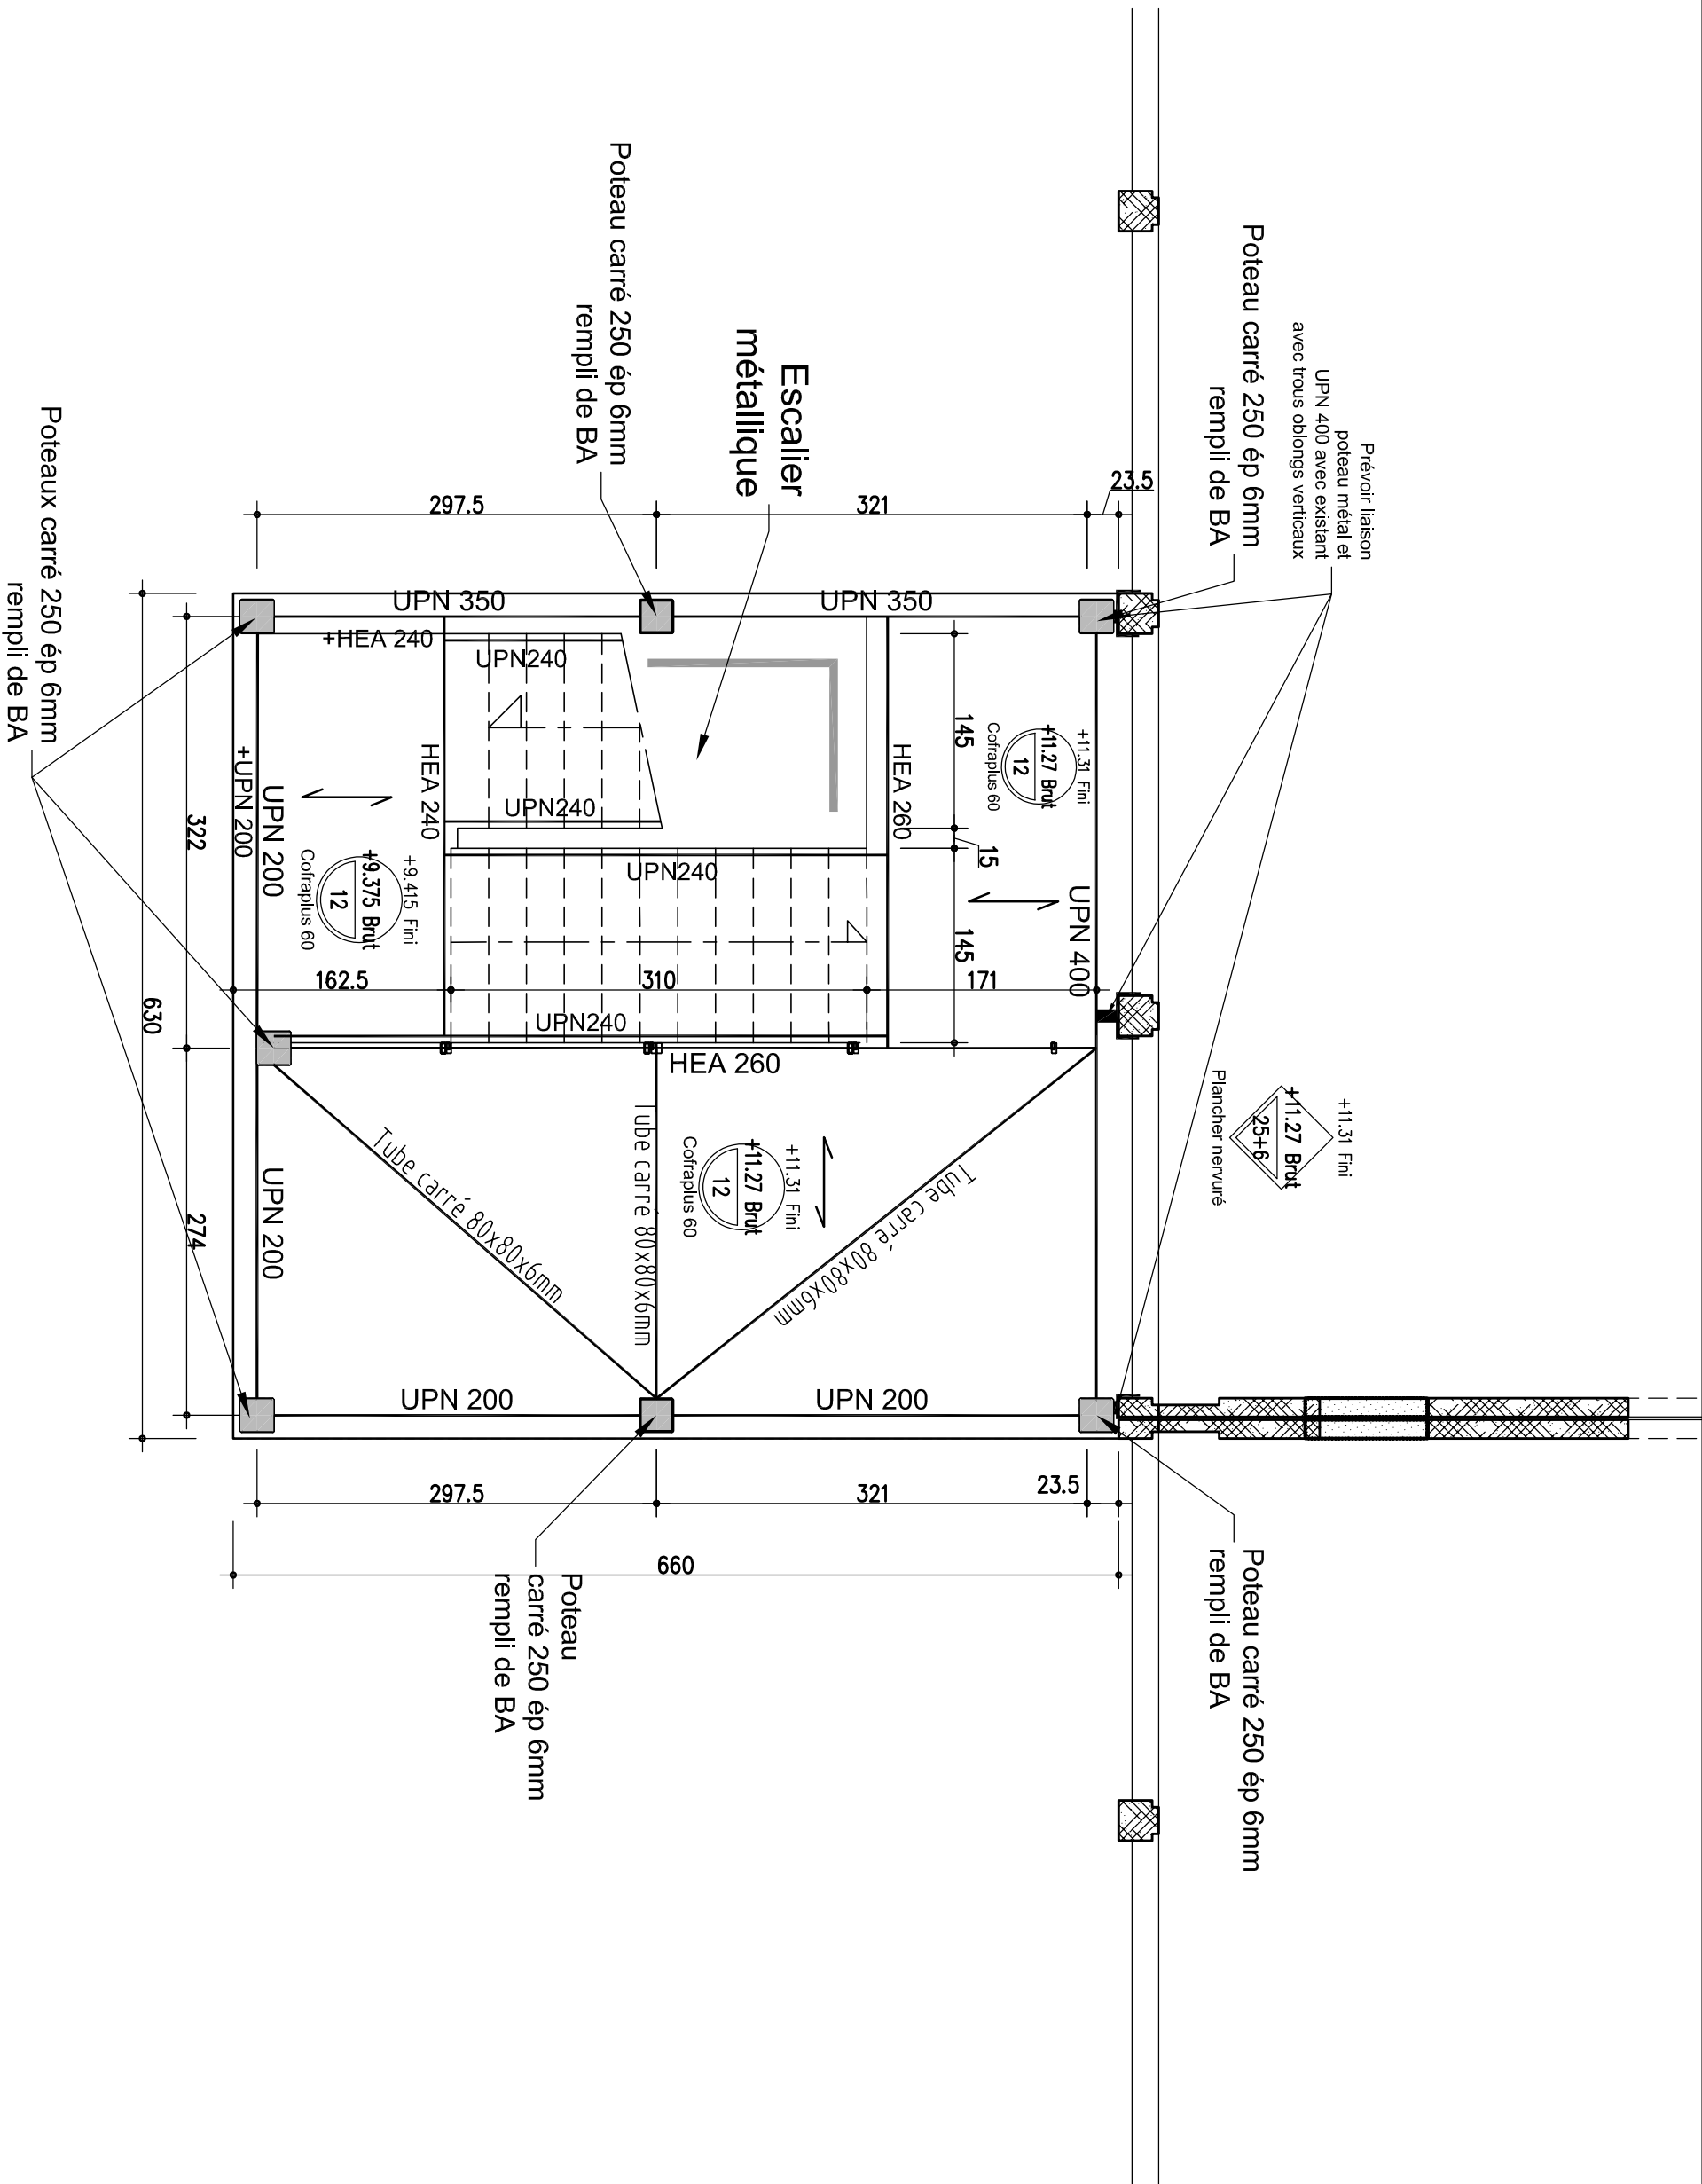 Prévoir liaison
poteau métal et
UPN 400 avec existant
avec trous oblongs verticaux
Poteau carré 250 ép 6mm
rempli de BA
23.5
321
297.5
Escalier
métallique
Poteau carré 250 ép 6mm
rempli de BA
Poteaux carré 250 ép 6mm
rempli de BA
UPN 350
UPN 350
+HEA 240
UPN240
UPN240
UPN240
UPN240
HEA 240
HEA 260
HEA 260
145
15
145
+11.31 Fini
+11.27 Brut
12
Cofraplus 60
UPN 400
171
310
162.5
+9.415 Fini
+9.375 Brut
12
Cofraplus 60
UPN 200
+UPN 200
322
630
274
UPN 200
Tube carré 80x80x6mm
Tube carré 80x80x6mm
Tube carré 80x80x6mm
+11.31 Fini
+11.27 Brut
12
Cofraplus 60
+11.31 Fini
+11.27 Brut
25+6
Plancher nervuré
UPN 200
UPN 200
297.5
321
23.5
660
Poteau
carré 250 ép 6mm
rempli de BA
Poteau carré 250 ép 6mm
rempli de BA